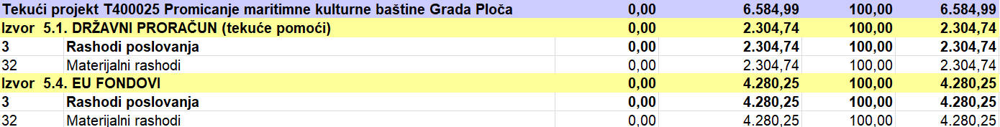 Tekući projekt T400025 Promicanje maritimne kulturne baštine Grada Ploča 0,00 6.584,99 100,00 6.584,99
Izvor 5.1. DRŽAVNI PRORAČUN (tekuće pomoći) 0,00 2.304,74 100,00 2.304,74
3 Rashodi poslovanja 0,00 2.304,74 100,00 2.304,74
32 Materijalni rashodi 0,00 2.304,74 100,00 2.304,74
Izvor 5.4. EU FONDOVI 0,00 4.280,25 100,00 4.280,25
3 Rashodi poslovanja 0,00 4.280,25 100,00 4.280,25
32 Materijalni rashodi 0,00 4.280,25 100,00 4.280,25